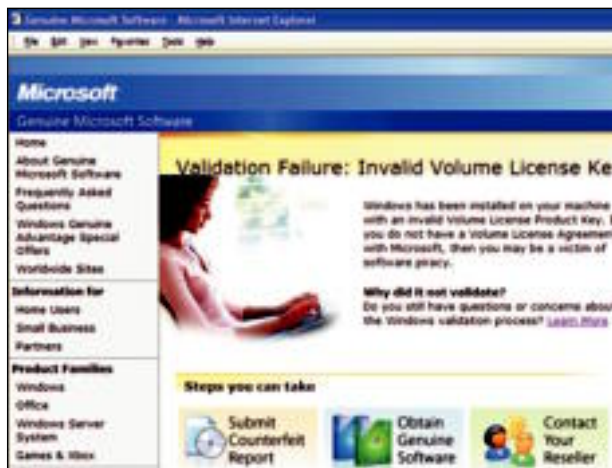 Genuine Microsoft Software - Microsoft Internet Explorer
File Edit View Favorites Tools Help
Microsoft
Genuine Microsoft Software
Home
About Genuine
Microsoft Software
Frequently Asked
Questions
Windows Genuine
Advantage Special
Offers
Worldwide Sites
Information for
Home Users
Small Business
Partners
Product Families
Windows
Office
Windows Server
System
Games & Xbox
Validation Failure: Invalid Volume License Ke
Windows has been installed on your machine
with an invalid Volume License Product Key.
you do not have a Volume License Agreemen
with Microsoft, then you may be a victim of
software piracy.
Why did it not validate?
Do you still have questions or concerns abou
the Windows validation process? Learn More
Steps you can take
Submit
Counterfeit
Report
Obtain
Genuine
Software
Contact
Your
Reseller